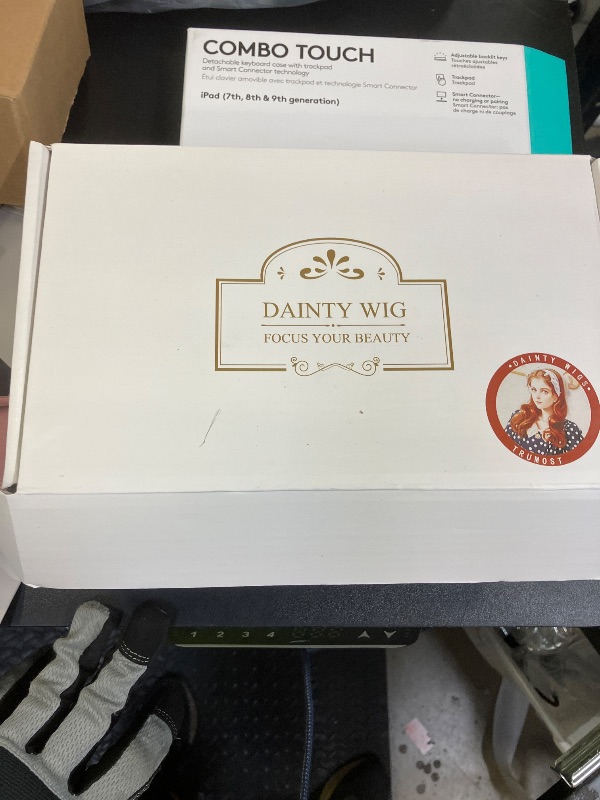 COMBO TOUCH
Detachable keyboard case with trackpad
and Smart Connector technology
Étui clavier amovible avec trackpad et technologie Smart Connector
iPad (7th, 8th & 9th generation)
Adjustable backlit keys
Touches ajustables
rétroéclairées
Trackpad
Trackpad
Smart Connector—
no charging or pairing
Smart Connector: pas
de charge ni de couplage
DAINTY WIG
FOCUS YOUR BEAUTY
•DAINTY WIGS•
TRUMOST
1 2 3 4